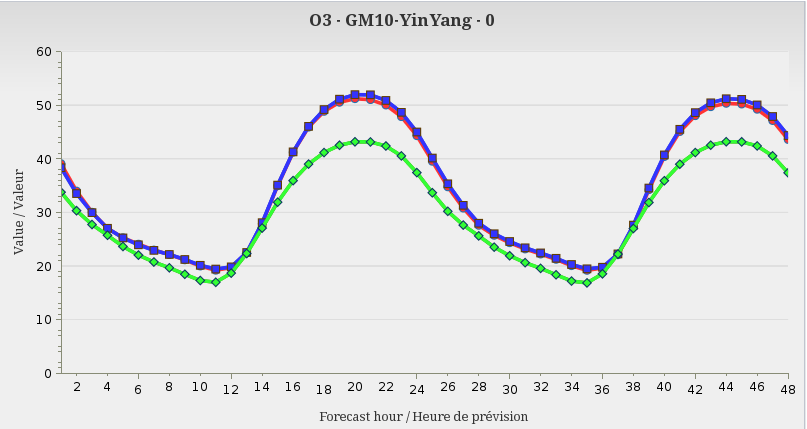 O3 - GM10-YinYang - 0
Value / Valeur
60
50
40
30
20
10
0
2 4 6 8 10 12 14 16 18 20 22 24 26 28 30 32 34 36 38 40 42 44 46 48
Forecast hour / Heure de prévision